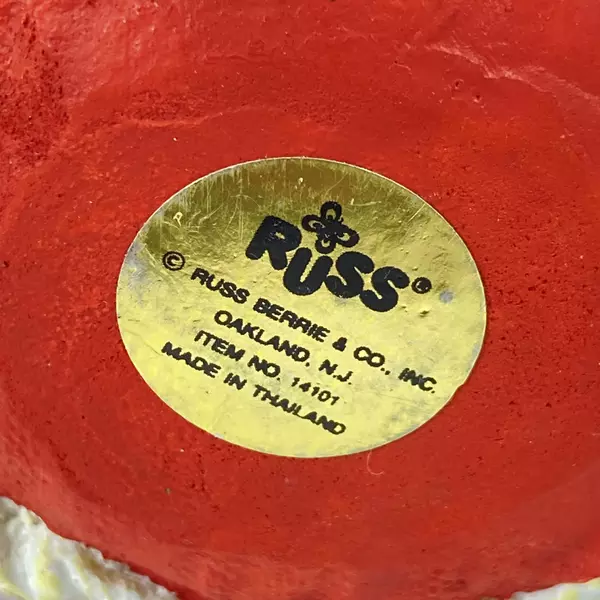 RUSS®
© RUSS BERRIE & CO., INC.
OAKLAND, N.J.
ITEM NO. 14101
MADE IN THAILAND